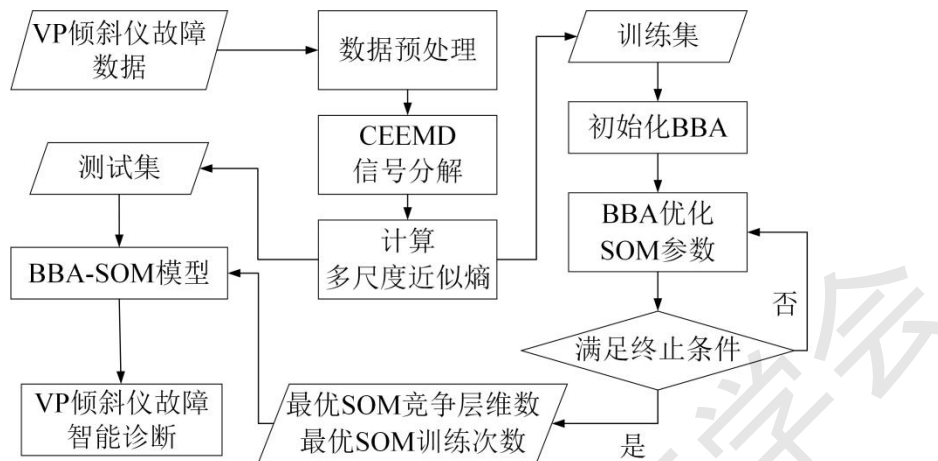 VP倾斜仪故障
数据
数据预处理
训练集
CEEMD
信号分解
初始化BBA
测试集
计算
多尺度近似熵
BBA优化
SOM参数
BBA-SOM模型
否
满足终止条件
VP倾斜仪故障
智能诊断
最优SOM竞争层维数
最优SOM训练次数
是
学会